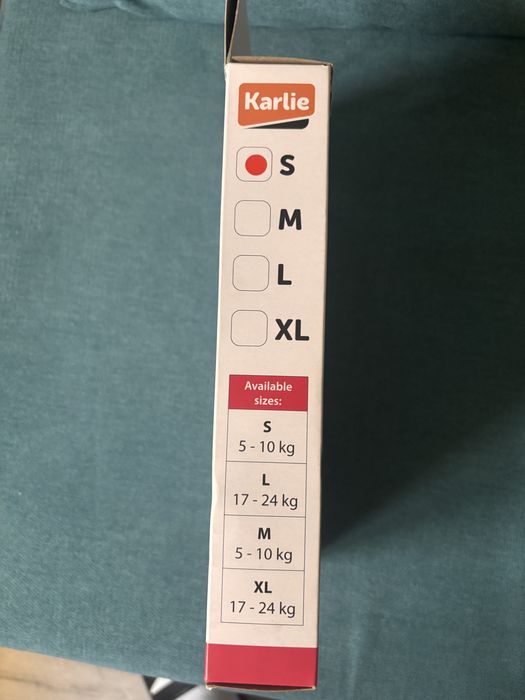 Karlie
S
M
L
XL
Available
sizes:
S
5 - 10 kg
L
17 - 24 kg
M
5 - 10 kg
XL
17 - 24 kg